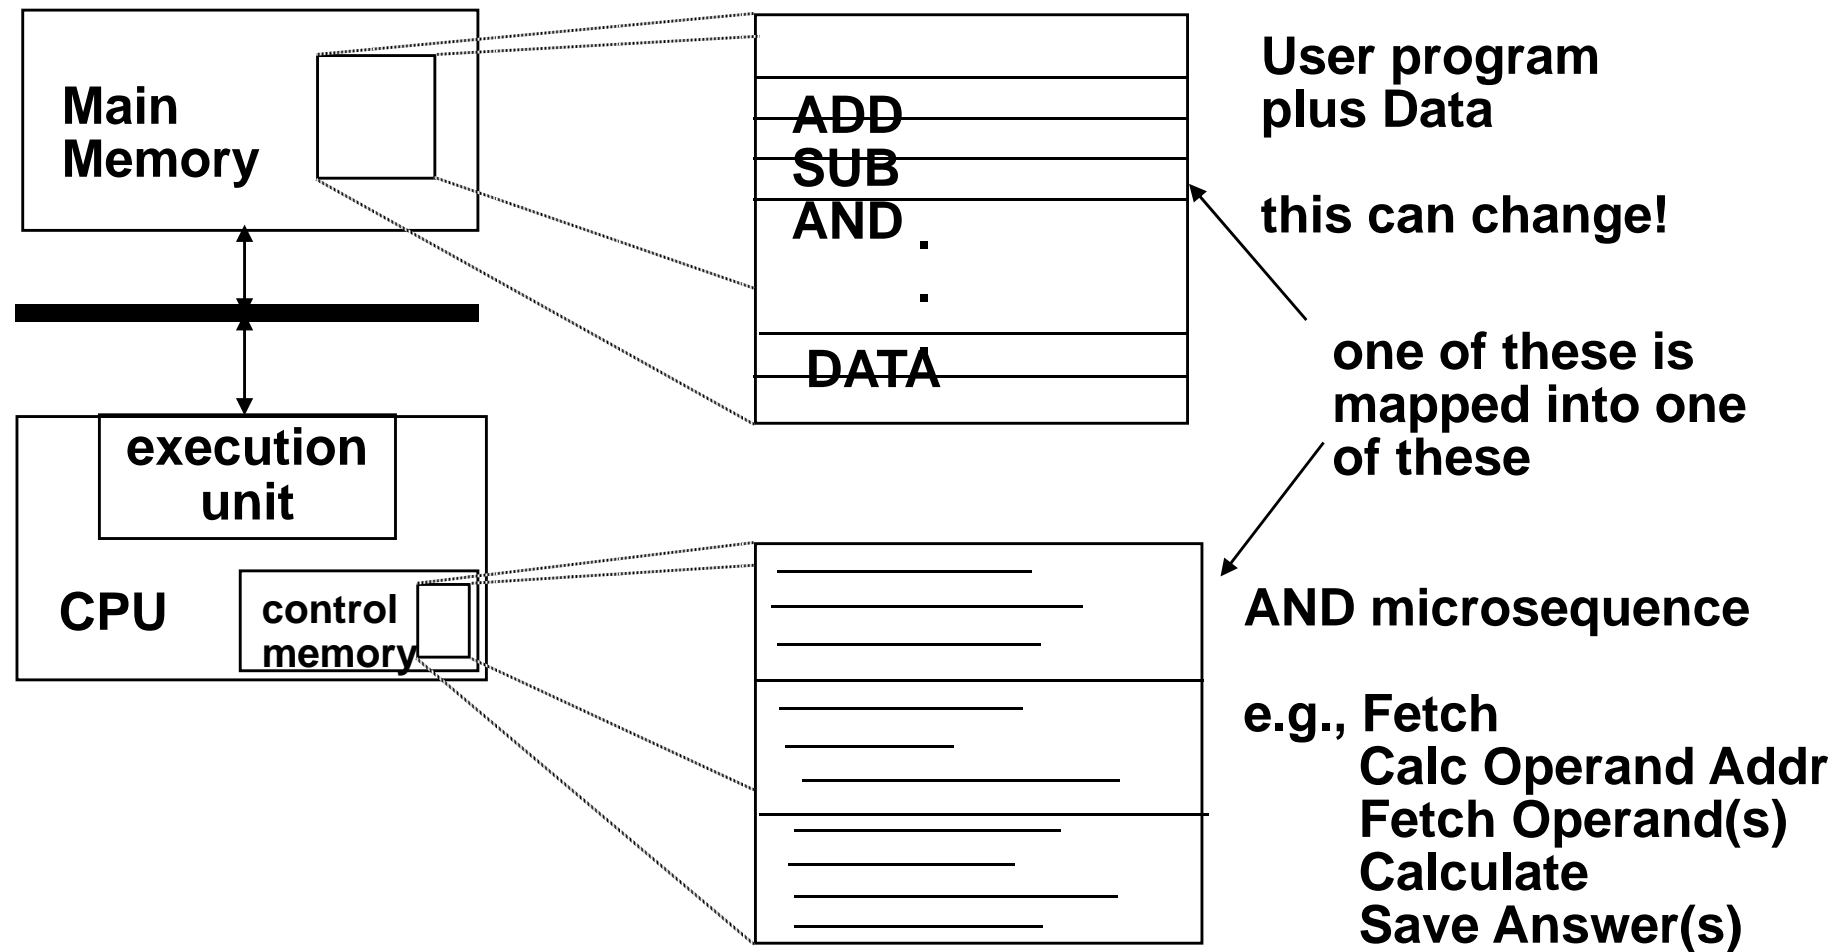 Main
Memory
ADD
SUB
AND
.
.
.
DATA
User program
plus Data
this can change!
one of these is
mapped into one
of these
execution
unit
CPU
control
memory
AND microsequence
e.g., Fetch
Calc Operand Addr
Fetch Operand(s)
Calculate
Save Answer(s)